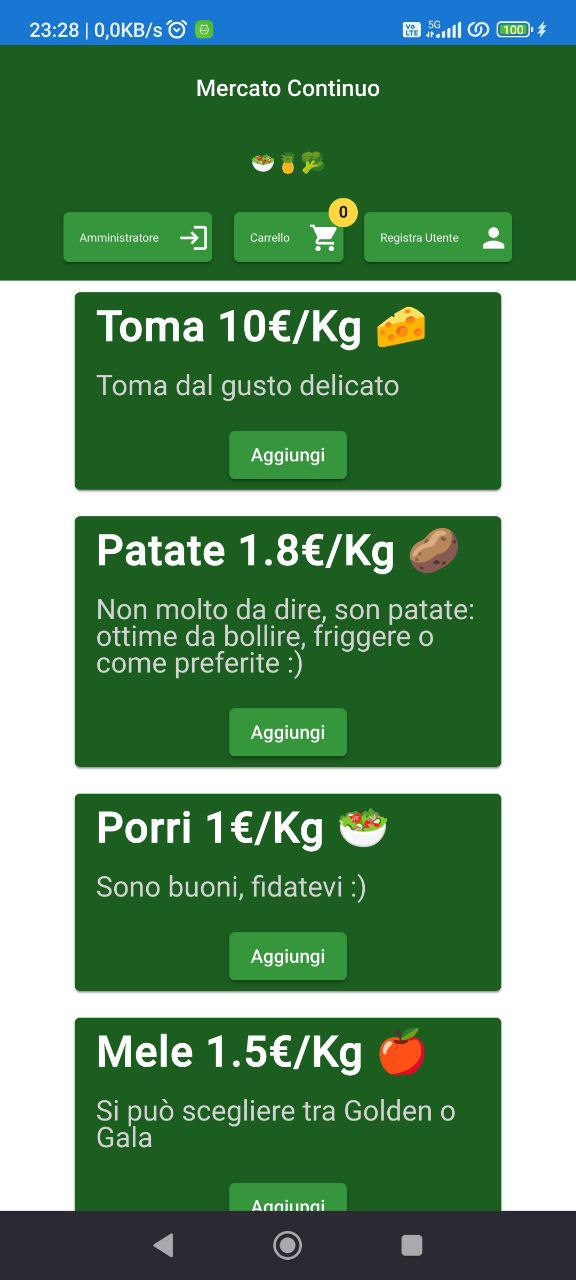 23:28 | 0,0KB/s
Vo LTE 5G 100
Mercato Continuo
0
Amministratore
Carrello
Registra Utente
Toma 10€/Kg
Toma dal gusto delicato
Aggiungi
Patate 1.8€/Kg
Non molto da dire, son patate:
ottime da bollire, friggere o
come preferite :)
Aggiungi
Porri 1€/Kg
Sono buoni, fidatevi :)
Aggiungi
Mele 1.5€/Kg
Si può scegliere tra Golden o
Gala
Aggiungi